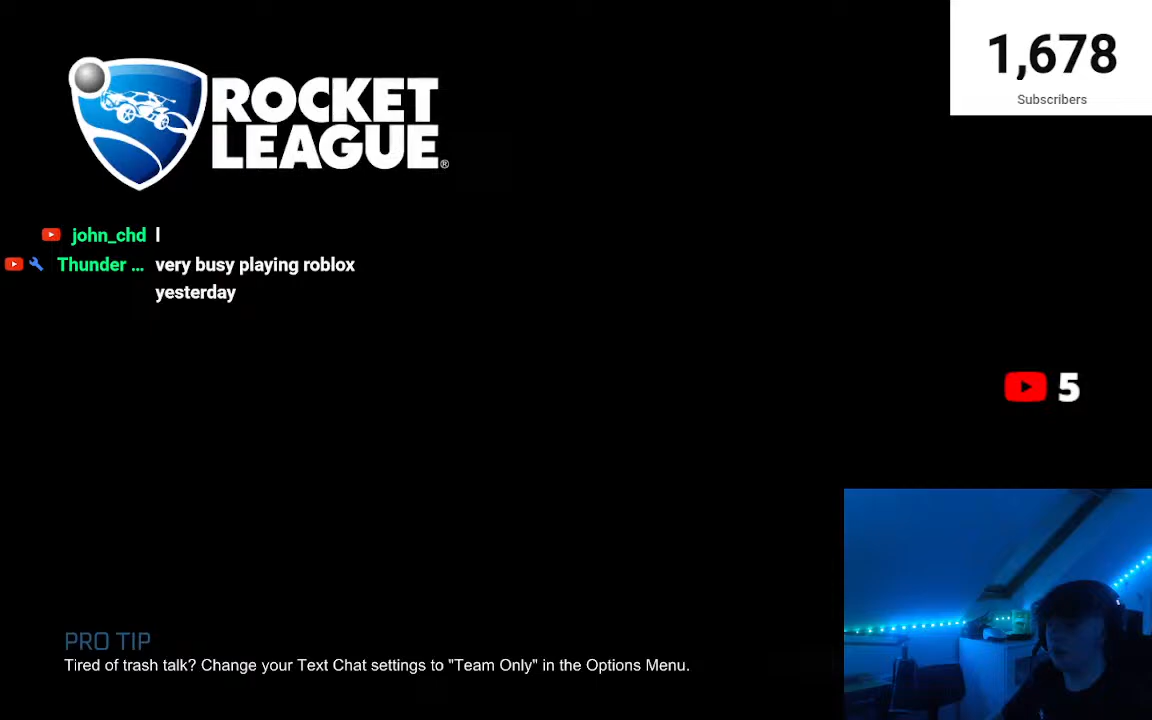 1,678
Subscribers
ROCKET
LEAGUE®
john_chd l
Thunder ... very busy playing roblox
yesterday
5
PRO TIP
Tired of trash talk? Change your Text Chat settings to "Team Only" in the Options Menu.